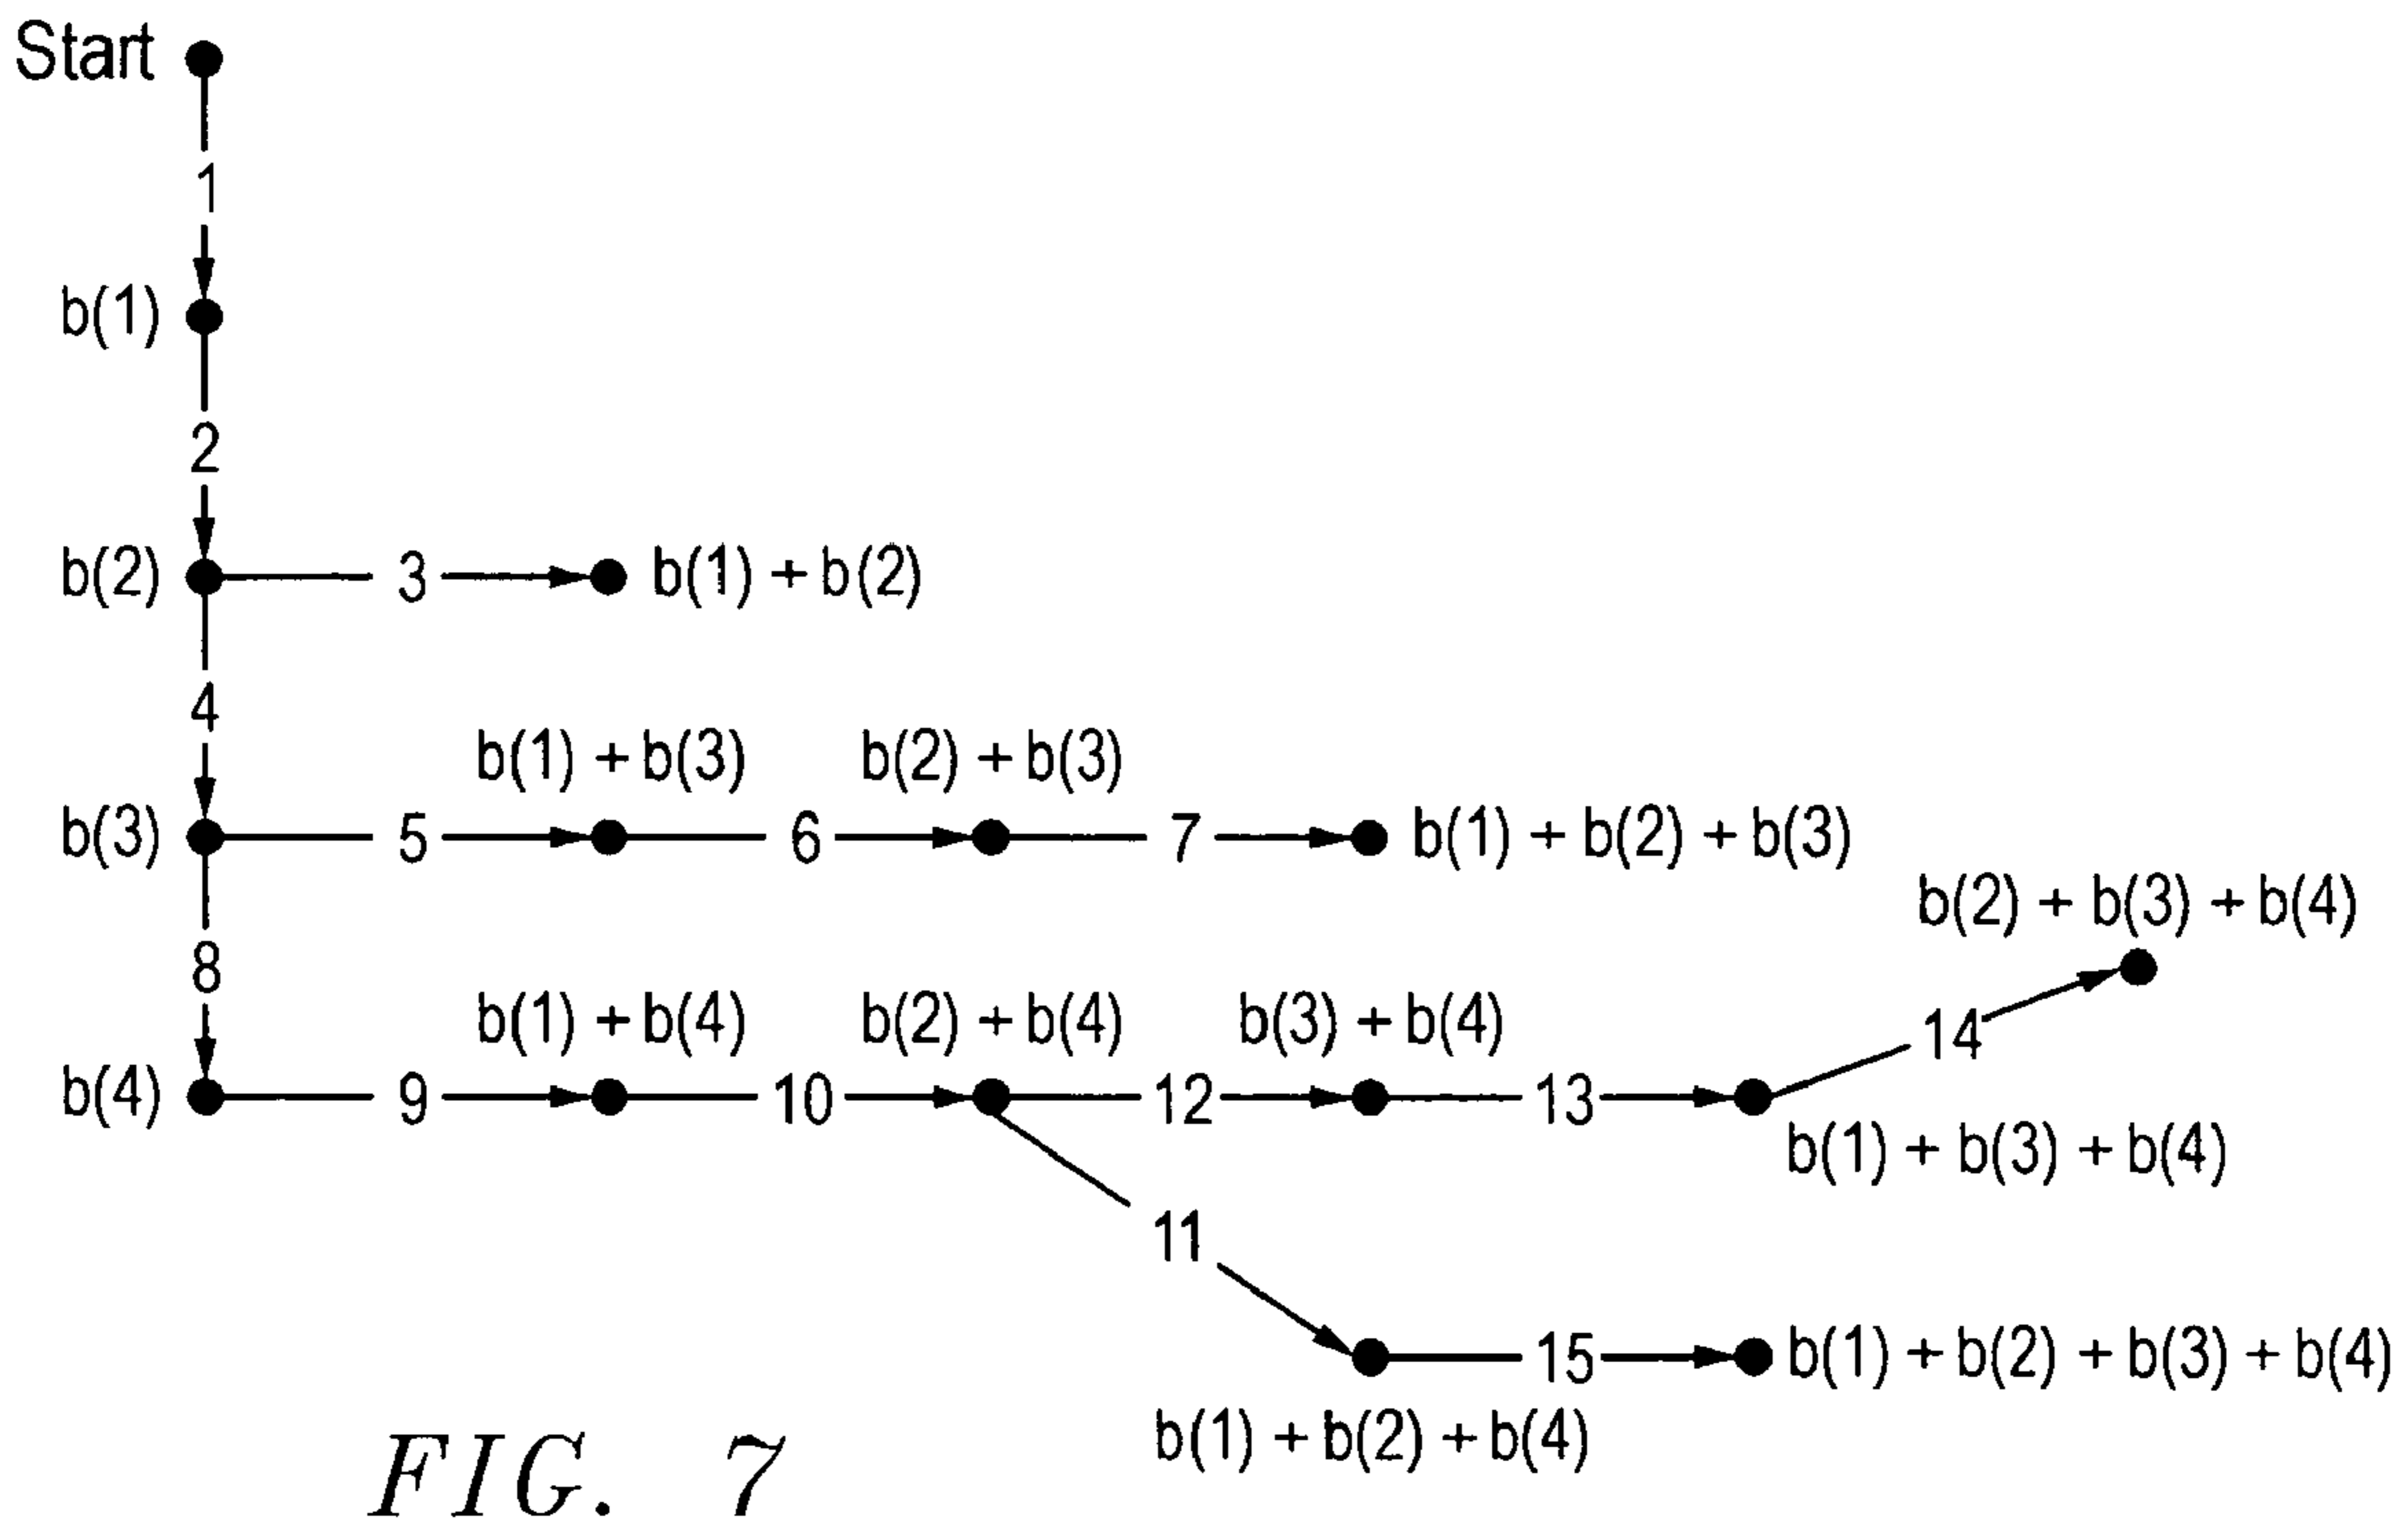 Start
1
b(1)
2
b(2) 3 b(1) + b(2)
4
b(1) + b(3) b(2) + b(3)
b(3) 5 6 7 b(1) + b(2) + b(3)
b(2) + b(3) + b(4)
8
b(1) + b(4) b(2) + b(4) b(3) + b(4) 14
b(4) 9 10 12 13
b(1) + b(3) + b(4)
11
15 b(1) + b(2) + b(3) + b(4)
b(1) + b(2) + b(4)
FIG. 7